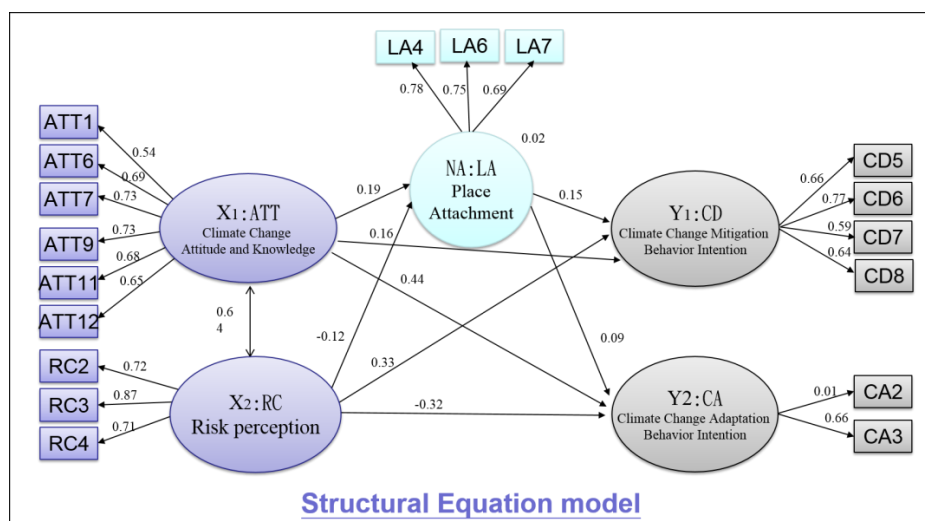 LA4
LA6
LA7
0.78
0.75
0.69
ATT1
ATT6
ATT7
ATT9
ATT11
ATT12
0.54
0.69
0.73
0.73
0.68
0.65
X1:ATT
Climate Change
Attitude and Knowledge
NA:LA
Place
Attachment
0.02
0.19
0.16
0.44
0.15
Y1:CD
Climate Change Mitigation
Behavior Intention
0.66
0.77
0.59
0.64
CD5
CD6
CD7
CD8
0.6
4
-0.12
0.33
0.09
-0.32
RC2
RC3
RC4
0.72
0.87
0.71
X2:RC
Risk perception
Y2:CA
Climate Change Adaptation
Behavior Intention
0.01
0.66
CA2
CA3
Structural Equation model